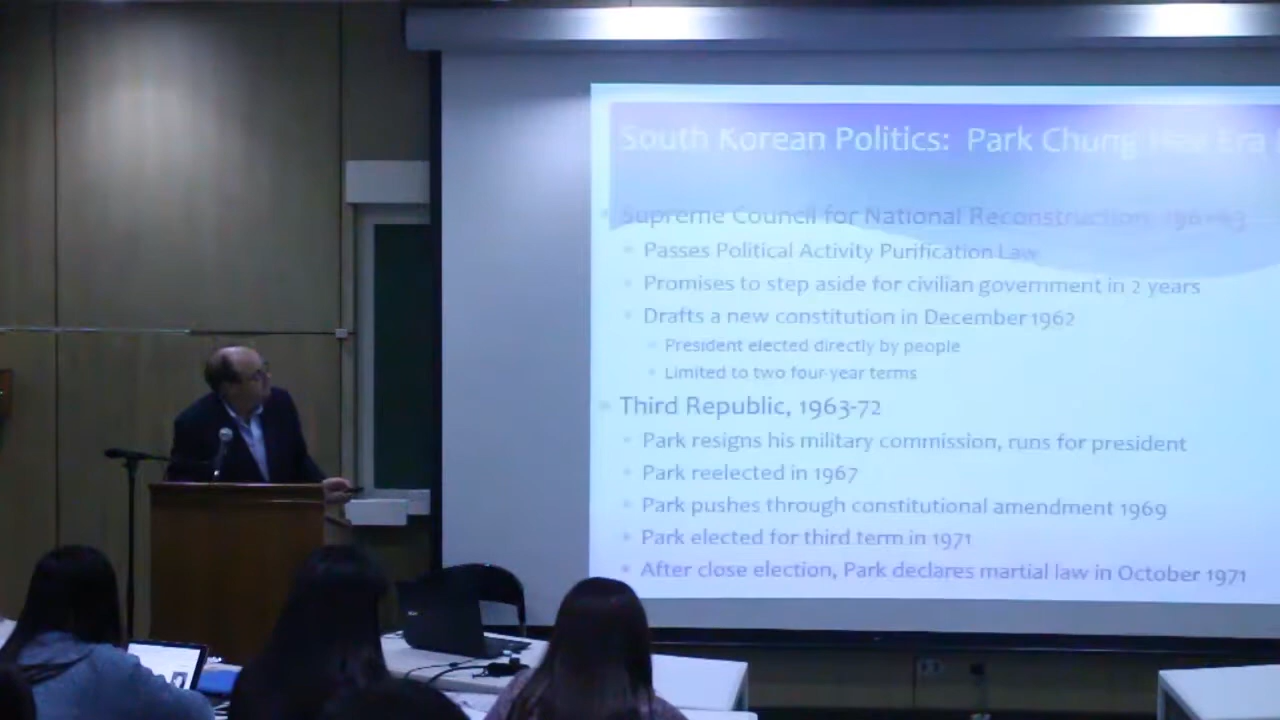 South Korean Politics: Park Chung Hee Era
Supreme Council for National Reconstruction, 1961-63
Passes Political Activity Purification Law
Promises to step aside for civilian government in 2 years
Drafts a new constitution in December 1962
President elected directly by people
Limited to two four-year terms
Third Republic, 1963-72
Park resigns his military commission, runs for president
Park reelected in 1967
Park pushes through constitutional amendment 1969
Park elected for third term in 1971
After close election, Park declares martial law in October 1971